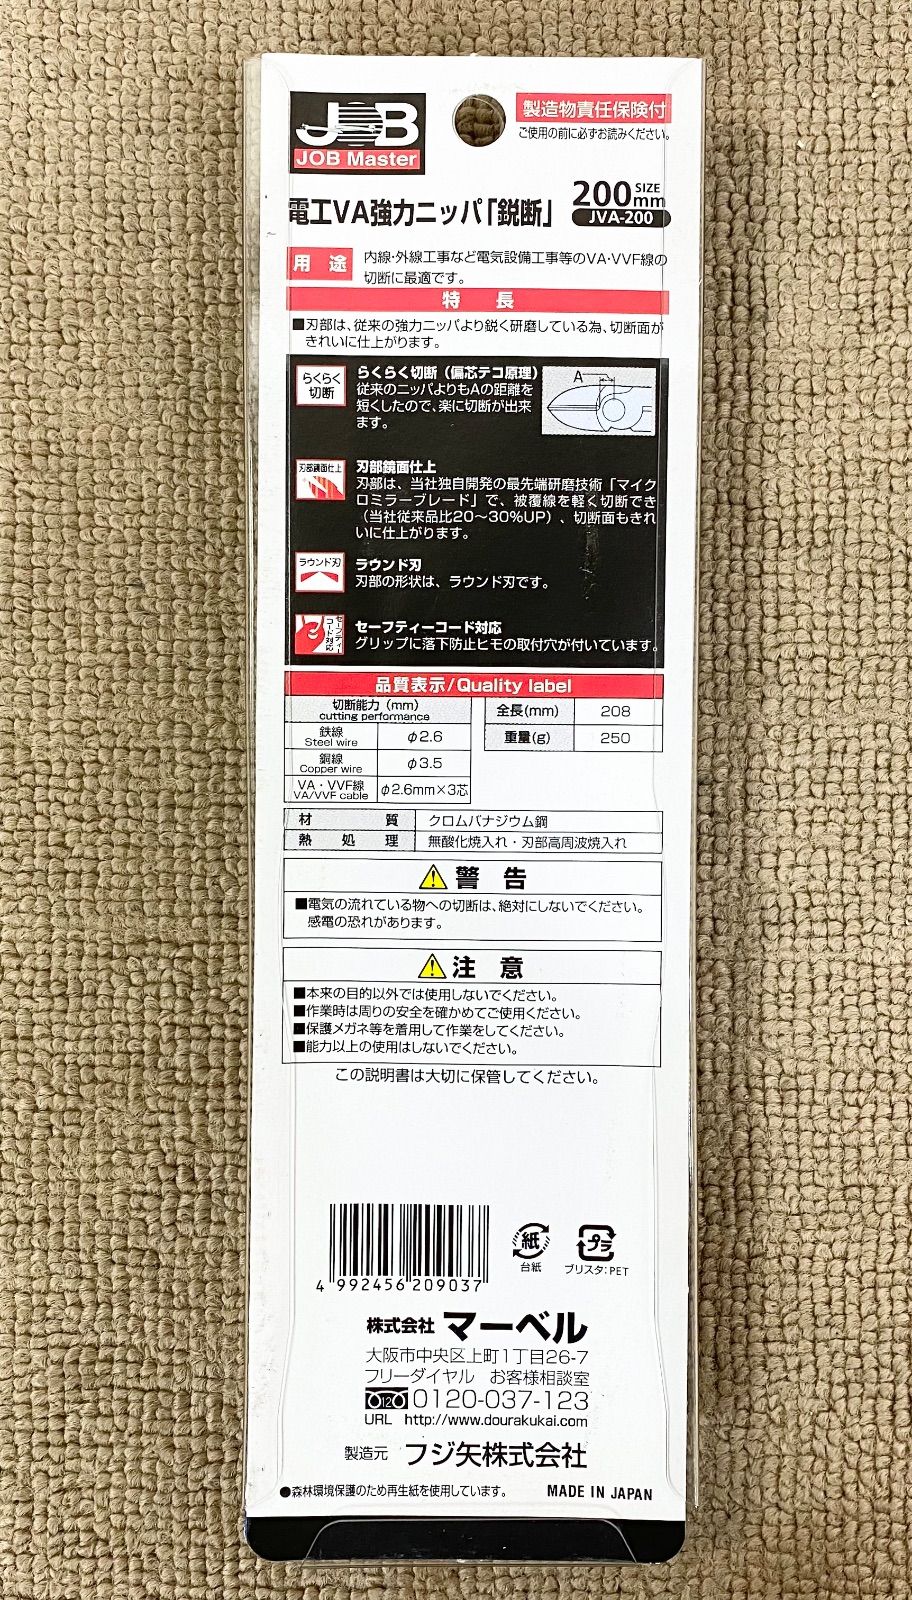 JOB
JOB Master
製造物責任保険付
ご使用の前に必ずお読みください。
電工VA強力ニッパ「鋭断」
200mm SIZE
JVA-200
用途
内線・外線工事など電気設備工事等のVA・VVF線の
切断に最適です。
特長
■刃部は、従来の強力ニッパより鋭く研磨している為、切断面が
きれいに仕上がります。
らくらく
切断
らくらく切断(偏芯テコ原理)
従来のニッパよりもAの距離を
短くしたので、楽に切断が出来
ます。
A
刃部鏡面仕上
刃部鏡面仕上
刃部は、当社独自開発の最先端研磨技術「マイク
ロミラーブレード」で、被覆線を軽く切断でき
(当社従来品比20〜30%UP)、切断面もきれ
いに仕上がります。
ラウンド刃
ラウンド刃
刃部の形状は、ラウンド刃です。
セーフティー
コード対応
セーフティーコード対応
グリップに落下防止ヒモの取付穴が付いています。
品質表示/Quality label
切断能力(mm)
cutting performance
鉄線
Steel wire
φ2.6
銅線
Copper wire
φ3.5
VA・VVF線
VA/VVF cable
φ2.6mm×3芯
全長(mm) 208
重量(g) 250
材質 クロムバナジウム鋼
熱処理 無酸化焼入れ・刃部高周波焼入れ
警告
■電気の流れている物への切断は、絶対にしないでください。
感電の恐れがあります。
注意
■本来の目的以外では使用しないでください。
■作業時は周りの安全を確かめてご使用ください。
■保護メガネ等を着用して作業をしてください。
■能力以上の使用はしないでください。
この説明書は大切に保管してください。
4 992456 209037
紙
台紙
プラ
ブリスタ:PET
株式会社 マーベル
大阪市中央区上町1丁目26-7
フリーダイヤル お客様相談室
0120-037-123
URL http://www.dourakukai.com
製造元 フジ矢株式会社
●森林環境保護のため再生紙を使用しています。
MADE IN JAPAN